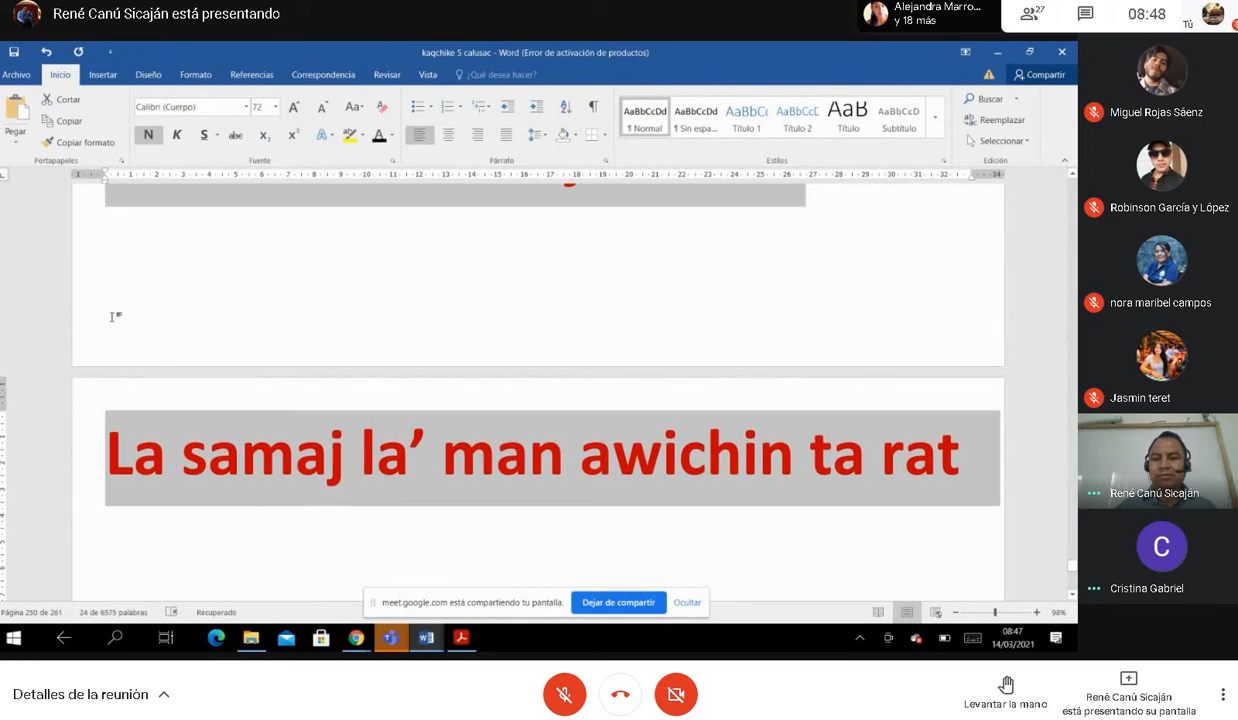 René Canú Sicaján está presentando
Alejandra Marro...
y 18 más
27
08:48
Tú
kaqchike 5 calusac - Word (Error de activación de productos)
Archivo Inicio Insertar Diseño Formato Referencias Correspondencia Revisar Vista ¿Qué desea hacer? Compartir
Pegar
Cortar
Copiar
Copiar formato
Portapapeles
Calibri (Cuerpo) 72
Fuente
Párrafo
AaBbCcDd AaBbCcDd AaBbC AaBbCcD AaB AaBbCcD
¶ Normal ¶ Sin espa... Título 1 Título 2 Título Subtítulo
Estilos
Buscar
Reemplazar
Seleccionar
Edición
La samaj la’ man awichin ta rat
meet.google.com está compartiendo tu pantalla. Dejar de compartir Ocultar
Página 250 de 261 24 de 6575 palabras Recuperado 98%
08:47
14/03/2021
Miguel Rojas Sáenz
Robinson García y López
nora maribel campos
Jasmin teret
René Canú Sicaján
C
Cristina Gabriel
Detalles de la reunión
Levantar la mano
René Canú Sicaján
está presentando su pantalla